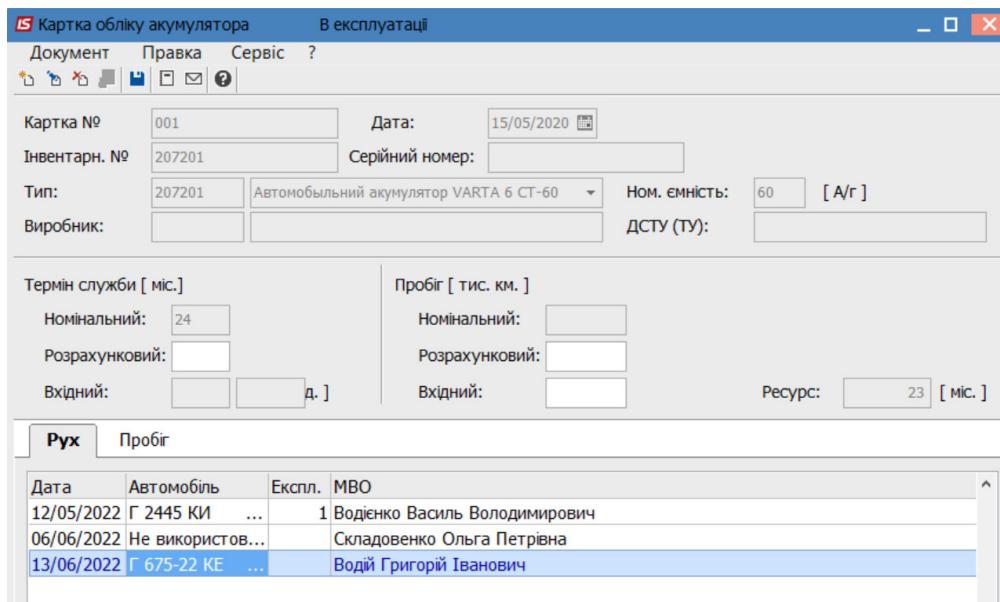 IS Картка обліку акумулятора В експлуатації
Документ Правка Сервіс ?
Картка № 001 Дата: 15/05/2020
Інвентарн. № 207201 Серійний номер:
Тип: 207201 Автомобыльний акумулятор VARTA 6 СТ-60 Ном. ємність: 60 [ А/г ]
Виробник: ДСТУ (ТУ):
Термін служби [ міс.] Пробіг [ тис. км. ]
Номінальний: 24 Номінальний:
Розрахунковий: Розрахунковий:
Вхідний: д. ] Вхідний: Ресурс: 23 [ міс. ]
Рух Пробіг
Дата Автомобіль Експл. МВО
12/05/2022 Г 2445 КИ ... 1 Водієнко Василь Володимирович
06/06/2022 Не використов... Складовенко Ольга Петрівна
13/06/2022 Г 675-22 КЕ ... Водій Григорій Іванович